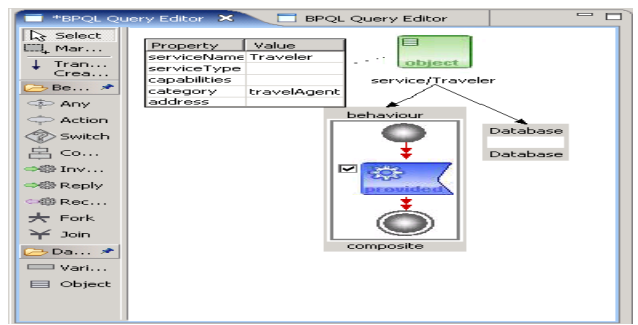 *BPQL Query Editor
BPQL Query Editor
Select
Mar...
Tran...
Crea...
Be...
Any
Action
Switch
Co...
Inv...
Reply
Rec...
Fork
Join
Da...
Vari...
Object
Property Value
serviceName Traveler
serviceType
capabilities
category travelAgent
address
object
service/Traveler
behaviour
provided
composite
Database
Database